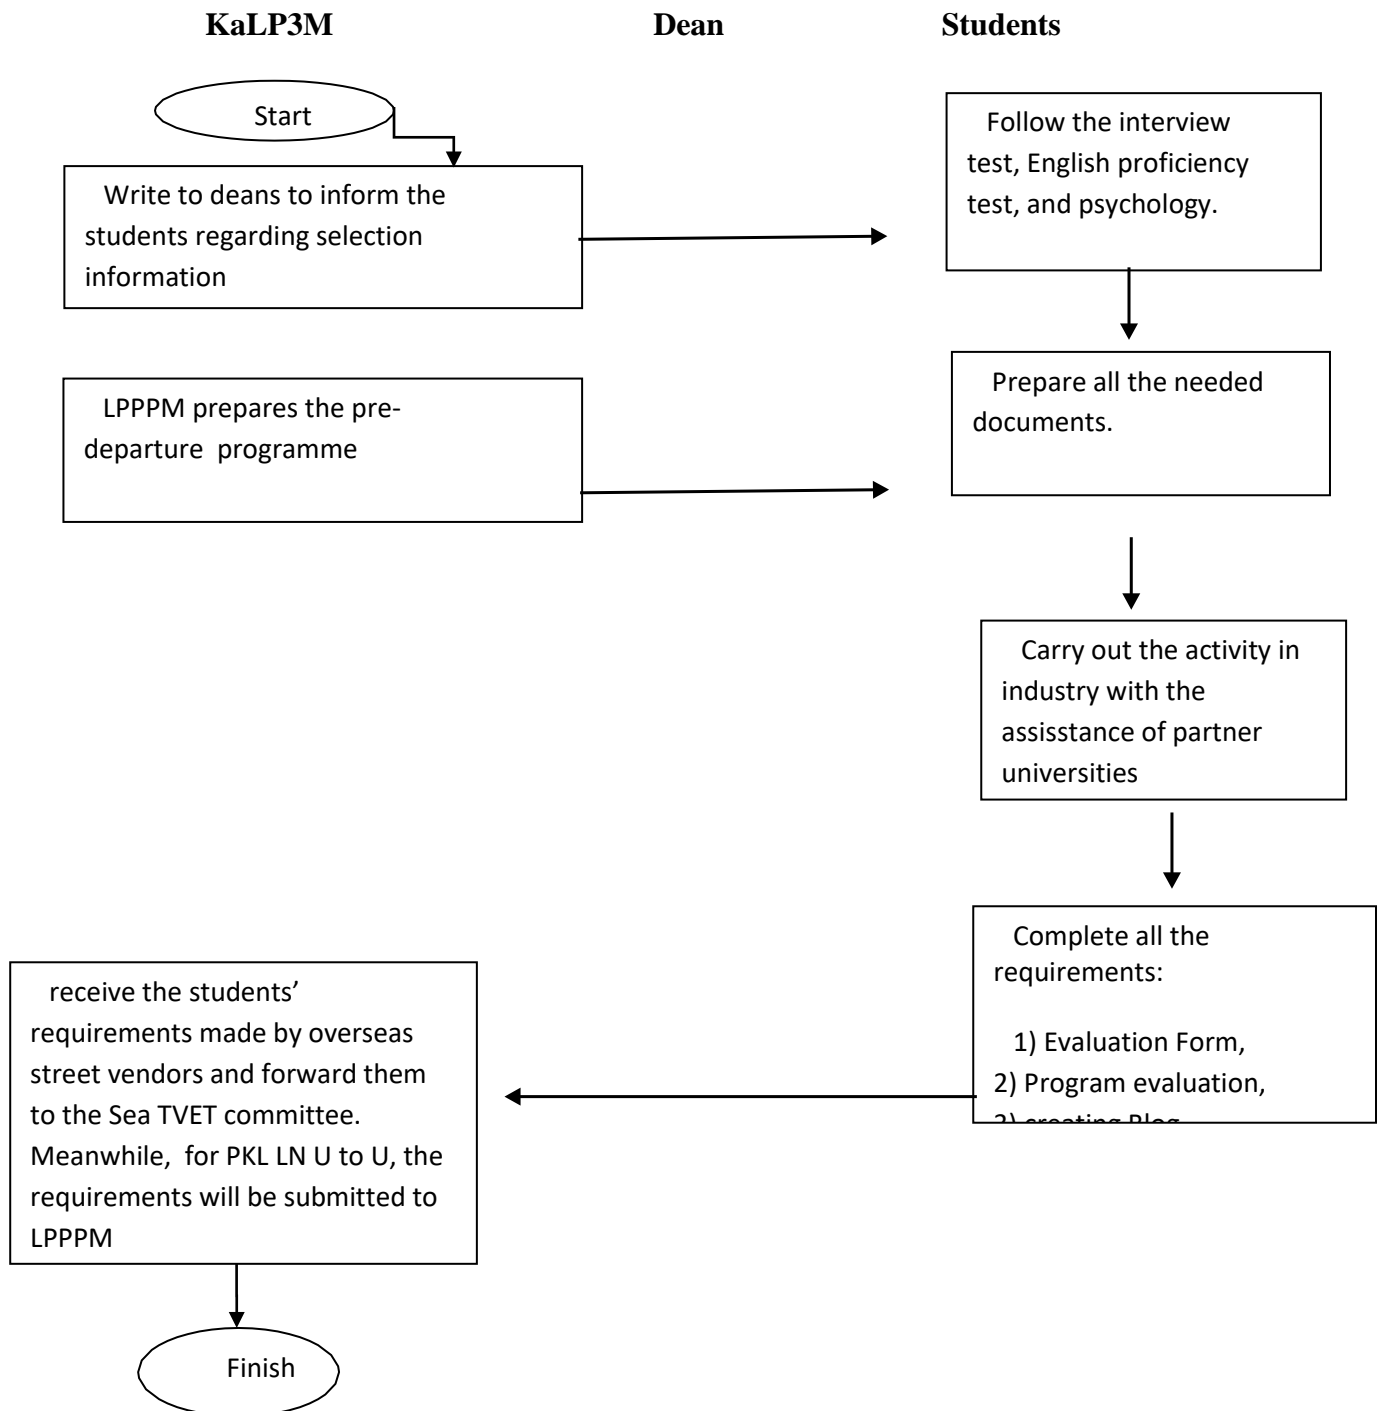 KaLP3M Dean Students
Start
Write to deans to inform the
students regarding selection
information
Follow the interview
test, English proficiency
test, and psychology.
LPPPM prepares the pre-
departure programme
Prepare all the needed
documents.
Carry out the activity in
industry with the
assisstance of partner
universities
Complete all the
requirements:
1) Evaluation Form,
2) Program evaluation,
3) creating Blog
receive the students’
requirements made by overseas
street vendors and forward them
to the Sea TVET committee.
Meanwhile, for PKL LN U to U, the
requirements will be submitted to
LPPPM
Finish